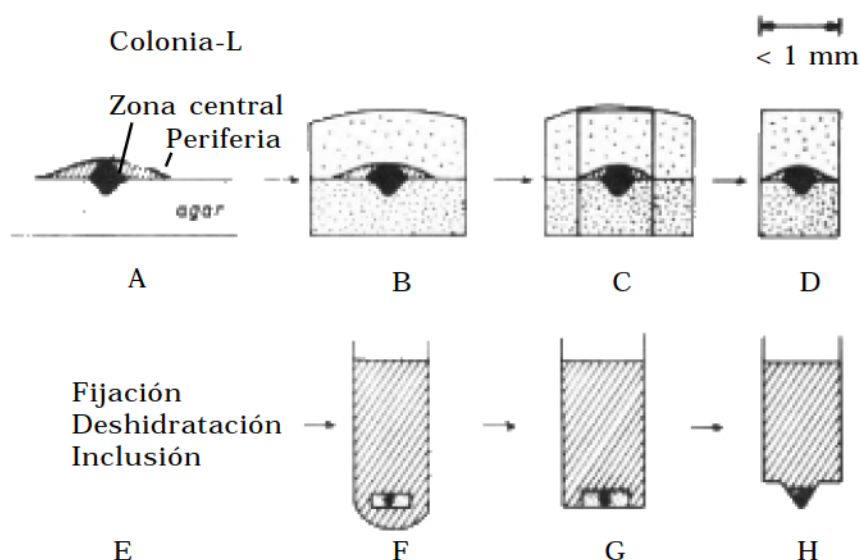 Colonia-L
< 1 mm
Zona central
Periferia
agar
A
B
C
D
Fijación
Deshidratación
Inclusión
E
F
G
H